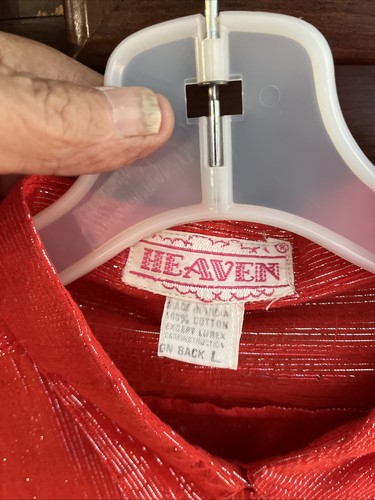 HEAVEN®
MADE IN INDIA
100% COTTON
EXCEPT LUREX
ON BACK L